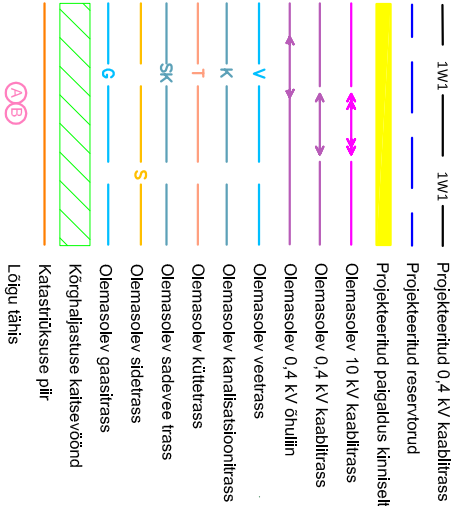 1W1 1W1 Projekteeritud 0,4 kV kaablitrass
Projekteeritud reservtorud
Projekteeritud paigaldus kinniselt
Olemasolev 10 kV kaablitrass
Olemasolev 0,4 kV kaablitrass
Olemasolev 0,4 kV õhuliin
V Olemasolev veetrass
K Olemasolev kanalisatsioonitrass
T Olemasolev küttetrass
SK Olemasolev sadevee trass
S Olemasolev sidetrass
G Olemasolev gaasitrass
Kõrghaljastuse kaitsevöönd
Katastriüksuse piir
A B Lõigu tähis